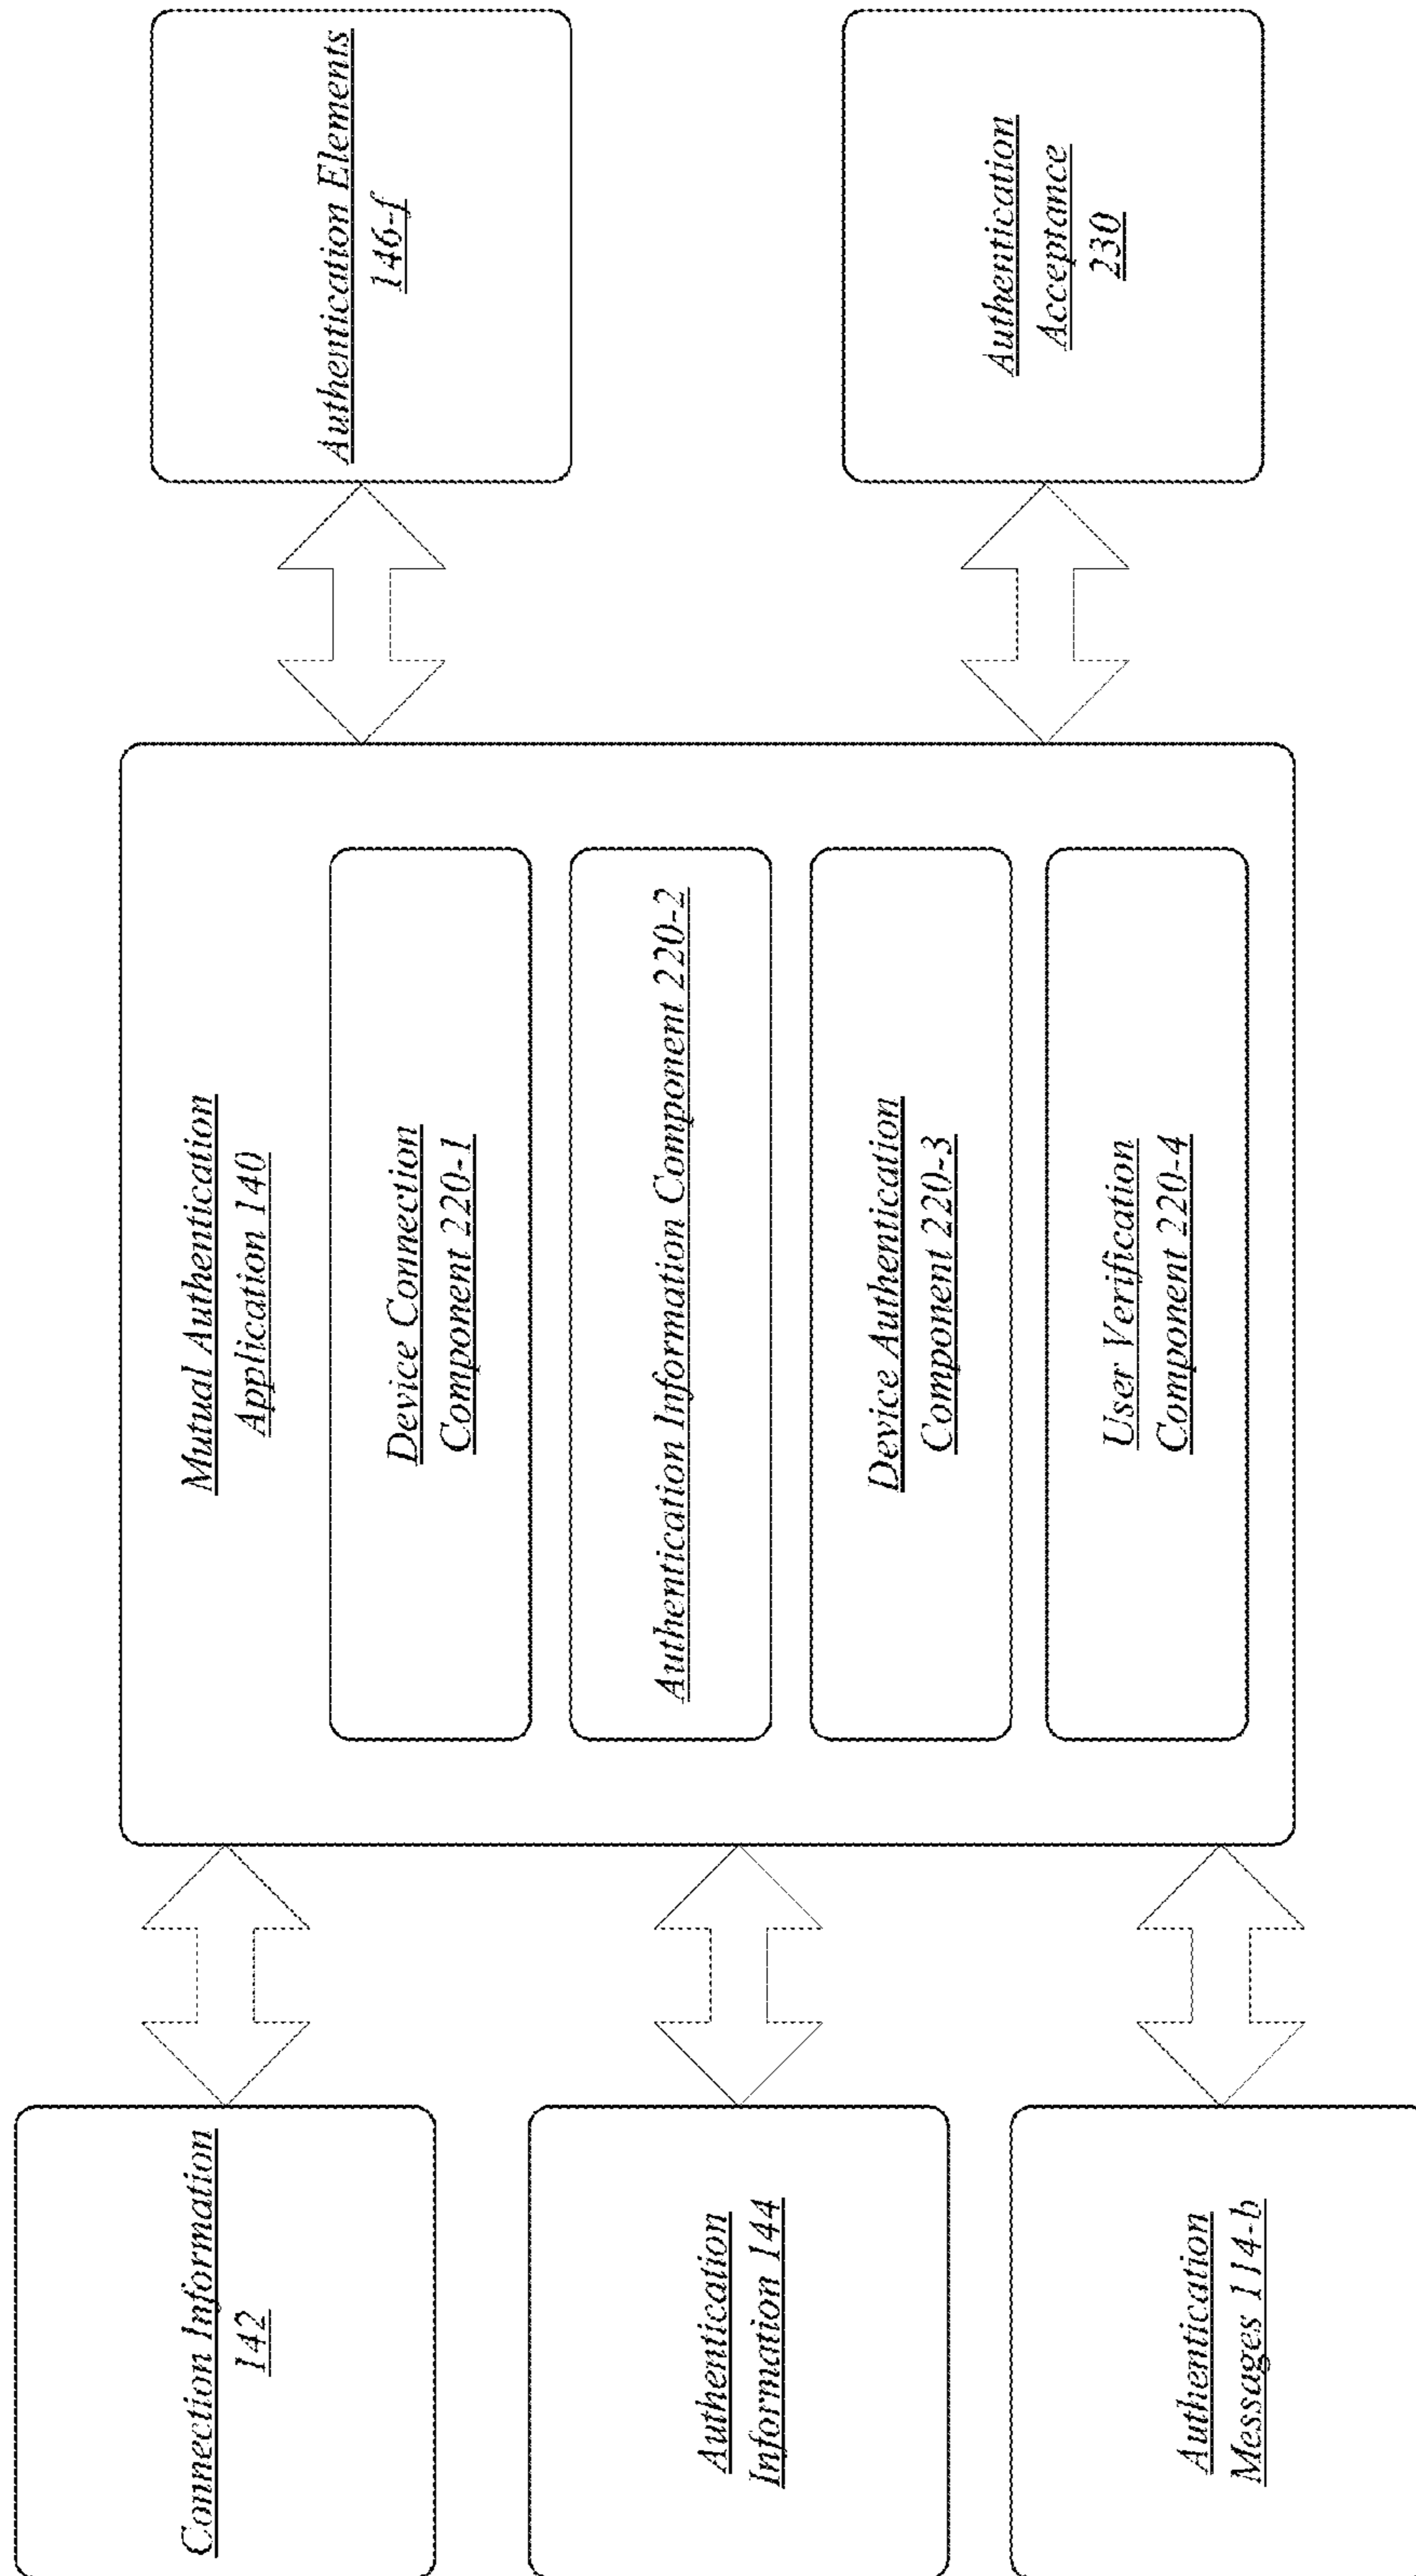 Connection Information
142
Authentication
Information 144
Authentication
Messages 114-b
Mutual Authentication
Application 140
Device Connection
Component 220-1
Authentication Information Component 220-2
Device Authentication
Component 220-3
User Verification
Component 220-4
Authentication Elements
146-f
Authentication
Acceptance
230